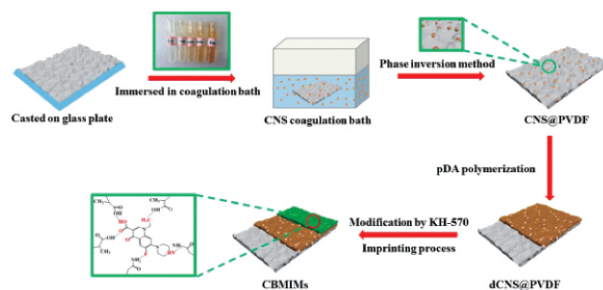 Casted on glass plate
Immersed in coagulation bath
CNS coagulation bath
Phase inversion method
CNS@PVDF
pDA polymerization
dCNS@PVDF
Modification by KH-570
Imprinting process
CBMIMs